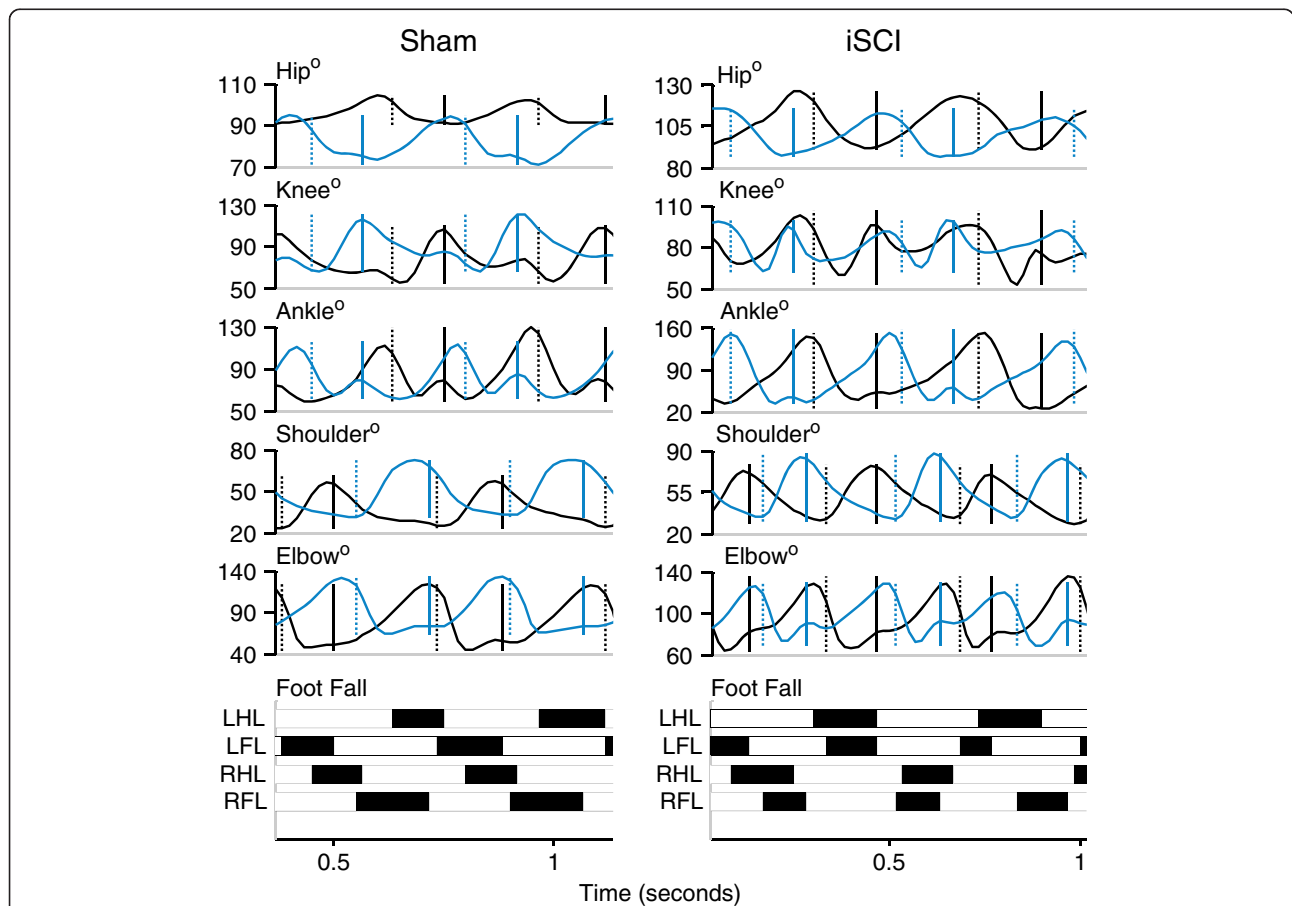 Sham
iSCI
Hip°
110
90
70
Knee°
130
90
50
Ankle°
130
90
50
Shoulder°
80
50
20
Elbow°
140
90
40
Foot Fall
LHL
LFL
RHL
RFL
0.5
1
Hip°
130
105
80
Knee°
110
80
50
Ankle°
160
90
20
Shoulder°
90
55
20
Elbow°
140
100
60
Foot Fall
LHL
LFL
RHL
RFL
0.5
1
Time (seconds)